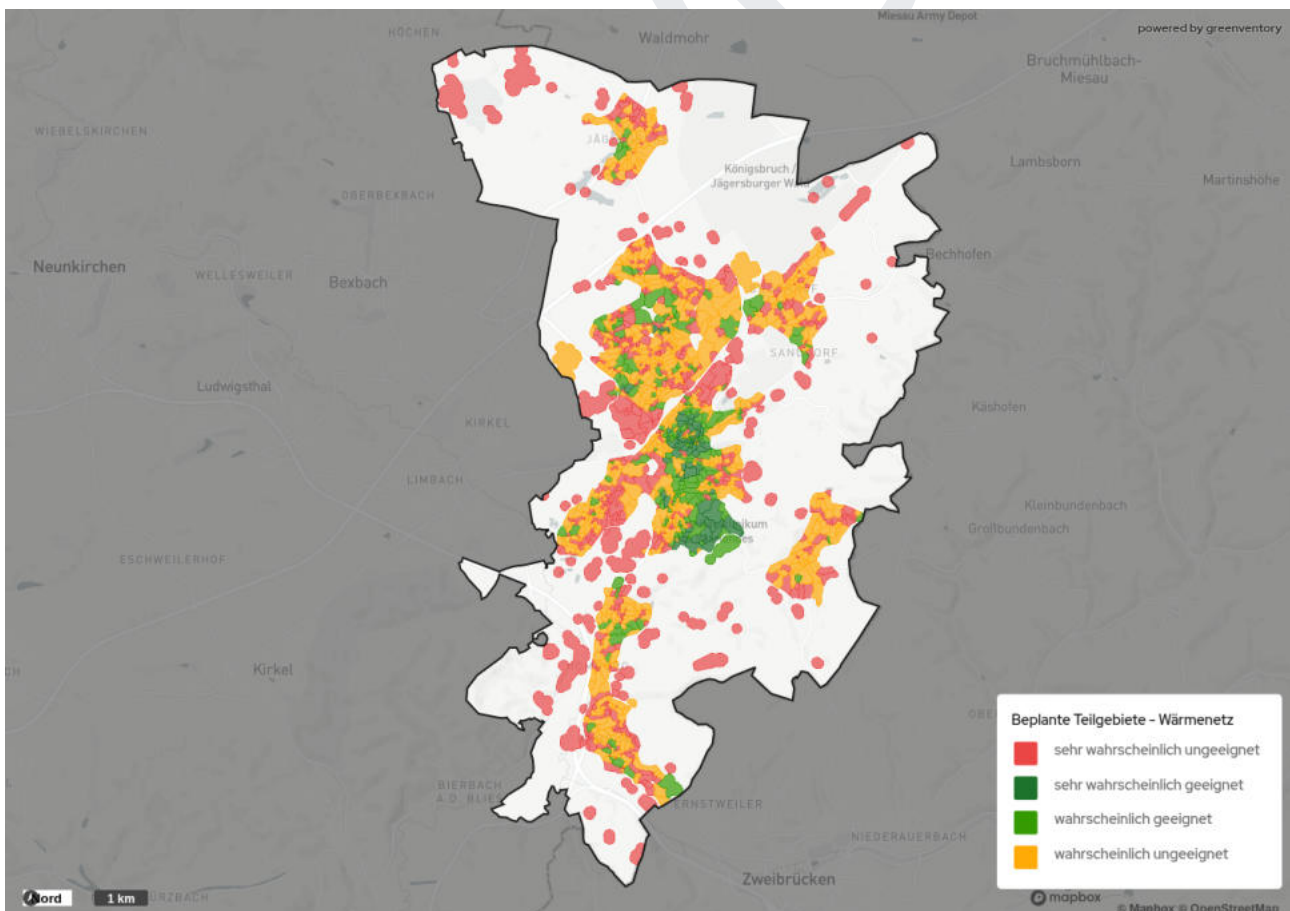 Miesau Army Depot
HÖCHEN
Waldmohr
powered by greenventory
Bruchmühlbach-
Miesau
WIEBELSKIRCHEN
Lambsborn
Königsbruch /
Jägersburger Wald
Martinshöhe
OBERBEXBACH
Bechhofen
Neunkirchen
WELLESWEILER
Bexbach
SANDDORF
Ludwigsthal
Käshofen
KIRKEL
LIMBACH
Kleinbundenbach
Großbundenbach
ESCHWEILERHOF
Kirkel
Beplante Teilgebiete - Wärmenetz
sehr wahrscheinlich ungeeignet
sehr wahrscheinlich geeignet
wahrscheinlich geeignet
wahrscheinlich ungeeignet
BIERBACH
A.D. BLIES
ERNSTWEILER
NIEDERAUERBACH
Zweibrücken
Nord
1 km
mapbox
© Mapbox © OpenStreetMap